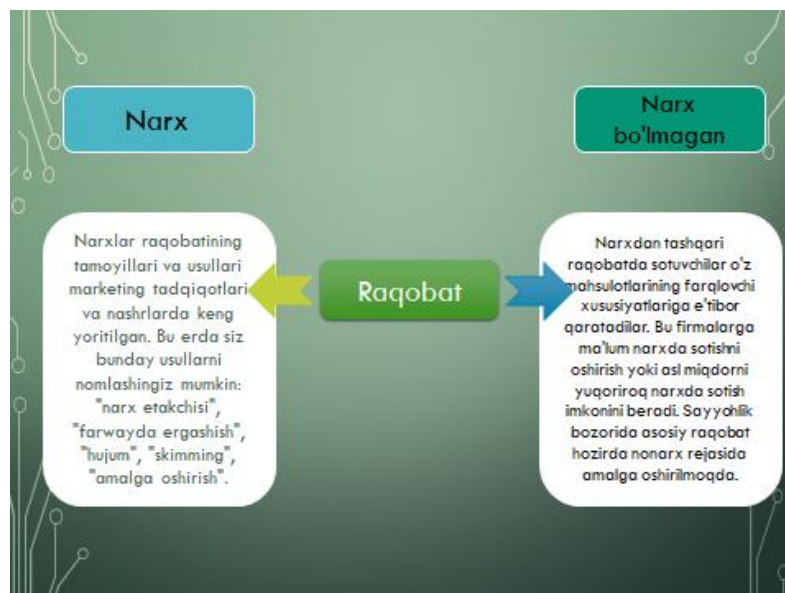 Narx
Narx
bo'lmagan
Narxlar raqobatining
tamoyillari va usullari
marketing tadqiqotlari
va nashrlarda keng
yoritilgan. Bu erda siz
bunday usullarni
nomlashingiz mumkin:
"narx etakchisi",
"farwayda ergashish",
"hujum", "skimming",
"amalga oshirish".
Raqobat
Narxdan tashqari
raqobatda sotuvchilar o'z
mahsulotlarining farqlovchi
xususiyatlariga e'tibor
qaratadilar. Bu firmalarga
ma'lum narxda sotishni
oshirish yoki asl miqdorni
yuqoriroq narxda sotish
imkonini beradi. Sayyohlik
bozorida asosiy raqobat
hozirda nonarx rejasida
amalga oshirilmoqda.